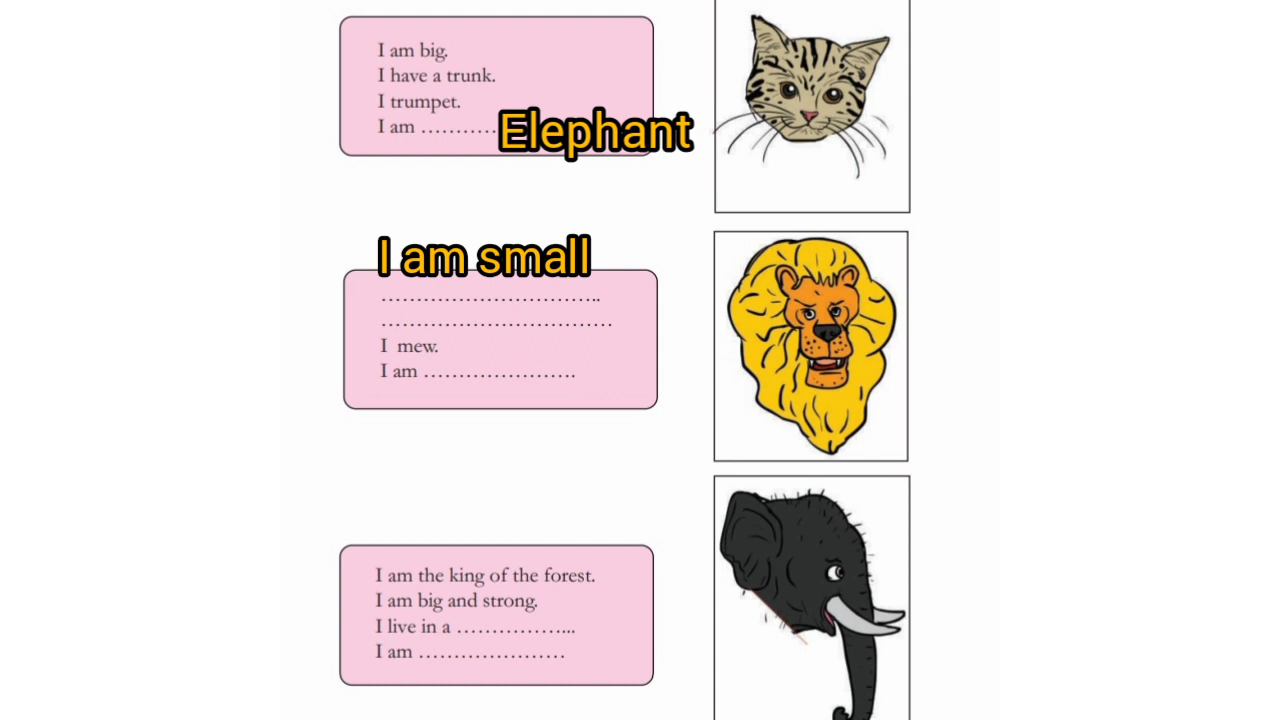 I am big.
I have a trunk.
I trumpet.
I am ........... Elephant
I am small
................................
.................................
I mew.
I am ......................
I am the king of the forest.
I am big and strong.
I live in a ..................
I am .....................